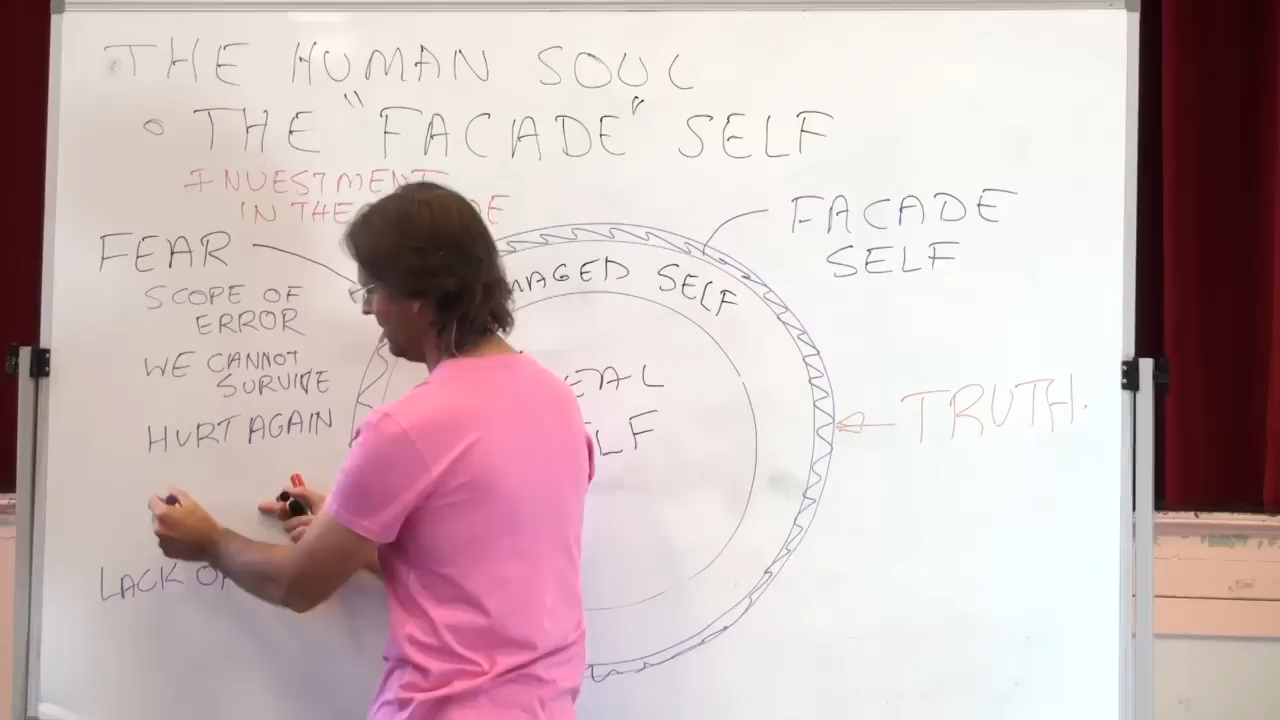 THE HUMAN SOUL
THE "FACADE" SELF
INVESTMENT
IN THE
FEAR
SCOPE OF
ERROR
WE CANNOT
SURVIVE
HURT AGAIN
LACK
FACADE
SELF
SELF
TRUTH.